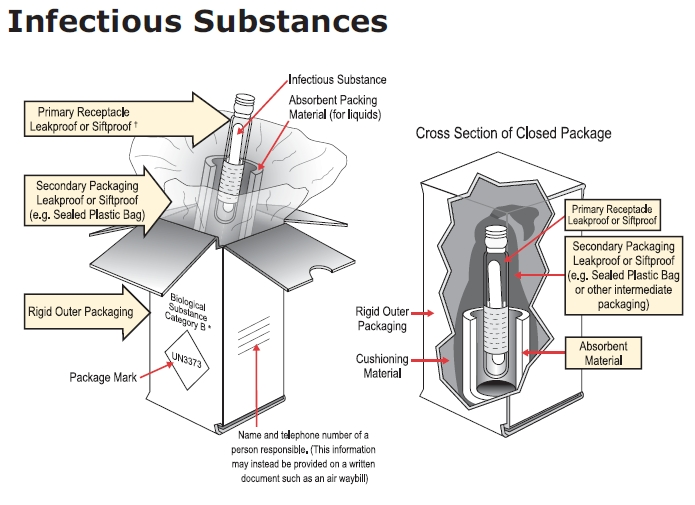 Infectious Substances
Infectious Substance
Absorbent Packing
Material (for liquids)
Primary Receptacle
Leakproof or Siftproof †
Secondary Packaging
Leakproof or Siftproof
(e.g. Sealed Plastic Bag)
Rigid Outer Packaging
Biological
Substance
Category B *
UN3373
Package Mark
Name and telephone number of a
person responsible. (This information
may instead be provided on a written
document such as an air waybill)
Cross Section of Closed Package
Primary Receptacle
Leakproof or Siftproof
Secondary Packaging
Leakproof or Siftproof
(e.g. Sealed Plastic Bag
or other intermediate
packaging)
Rigid Outer
Packaging
Cushioning
Material
Absorbent
Material